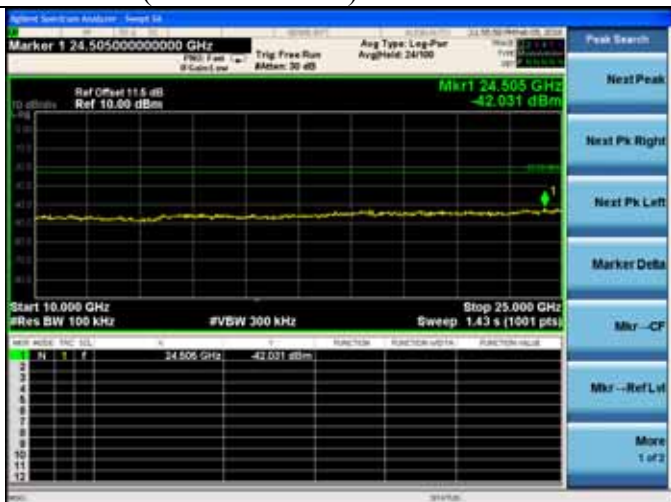 Agilent Spectrum Analyzer - Swept SA
Marker 1 24.505000000000 GHz
PNO: Fast
IFGain:Low
Trig: Free Run
#Atten: 30 dB
Avg Type: Log-Pwr
Avg|Hold: 24/100
Peak Search
Ref Offset 11.5 dB
Ref 10.00 dBm
10 dB/div
Log
Mkr1 24.505 GHz
-42.031 dBm
1
Next Peak
Next Pk Right
Next Pk Left
Marker Delta
Mkr→CF
Mkr→Ref Lvl
More
1 of 2
Start 10.000 GHz
#Res BW 100 kHz
#VBW 300 kHz
Stop 25.000 GHz
Sweep 1.43 s (1001 pts)
MKR MODE TRC SCL X Y FUNCTION FUNCTION WIDTH FUNCTION VALUE
1 N 1 f 24.505 GHz -42.031 dBm
2
3
4
5
6
7
8
9
10
11
12
MSG
STATUS